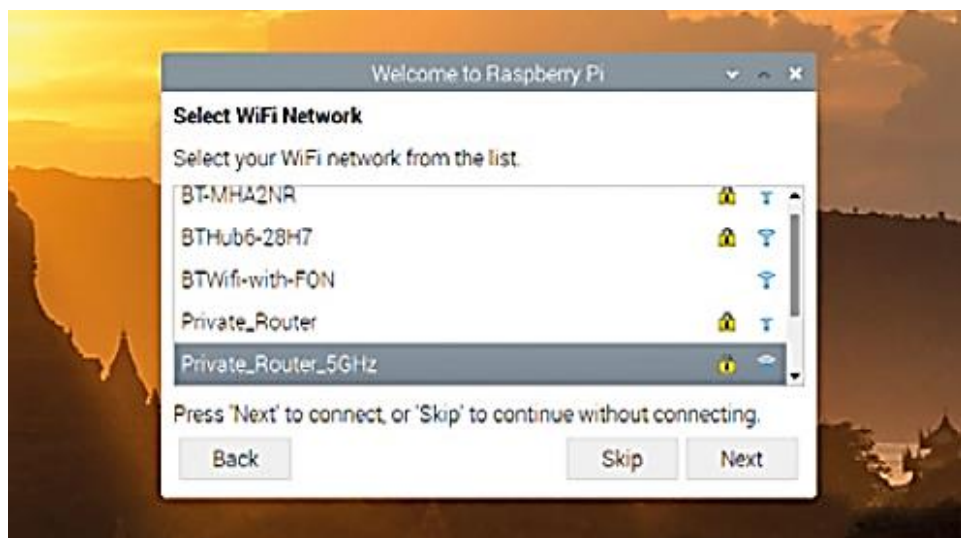 Welcome to Raspberry Pi
Select WiFi Network
Select your WiFi network from the list.
BT-MHA2NR
BTHub6-28H7
BTWifi-with-FON
Private_Router
Private_Router_5GHz
Press 'Next' to connect, or 'Skip' to continue without connecting.
Back Skip Next